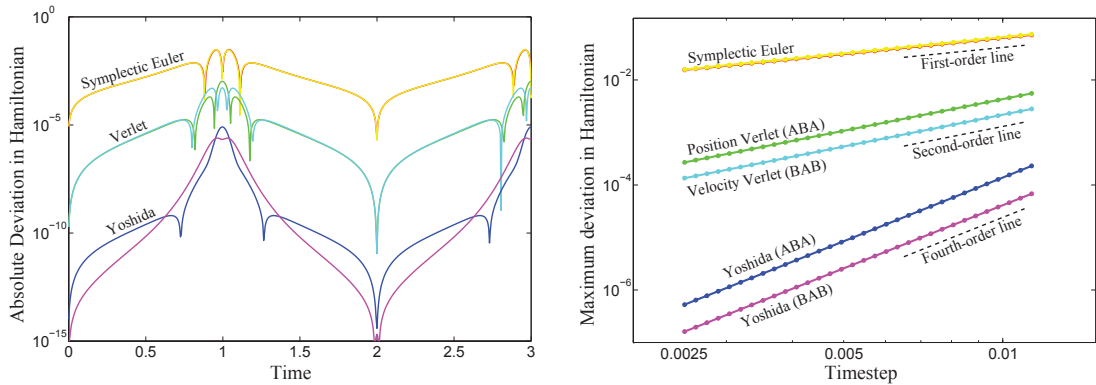 Absolute Deviation in Hamiltonian
10^0
10^-5
10^-10
10^-15
Symplectic Euler
Verlet
Yoshida
0 0.5 1 1.5 2 2.5 3
Time
Maximum deviation in Hamiltonian
10^-2
10^-4
10^-6
Symplectic Euler
First-order line
Position Verlet (ABA)
Second-order line
Velocity Verlet (BAB)
Yoshida (ABA)
Fourth-order line
Yoshida (BAB)
0.0025 0.005 0.01
Timestep